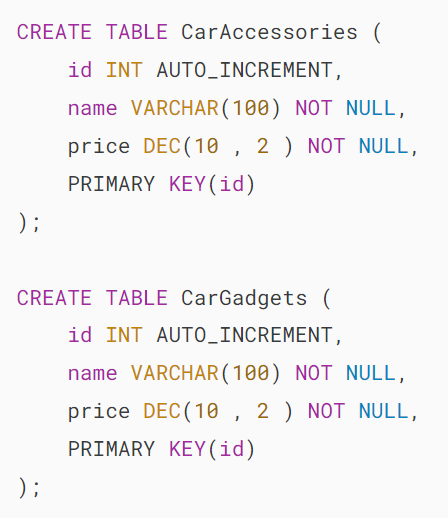 CREATE TABLE CarAccessories (
    id INT AUTO_INCREMENT,
    name VARCHAR(100) NOT NULL,
    price DEC(10 , 2 ) NOT NULL,
    PRIMARY KEY(id)
);

CREATE TABLE CarGadgets (
    id INT AUTO_INCREMENT,
    name VARCHAR(100) NOT NULL,
    price DEC(10 , 2 ) NOT NULL,
    PRIMARY KEY(id)
);